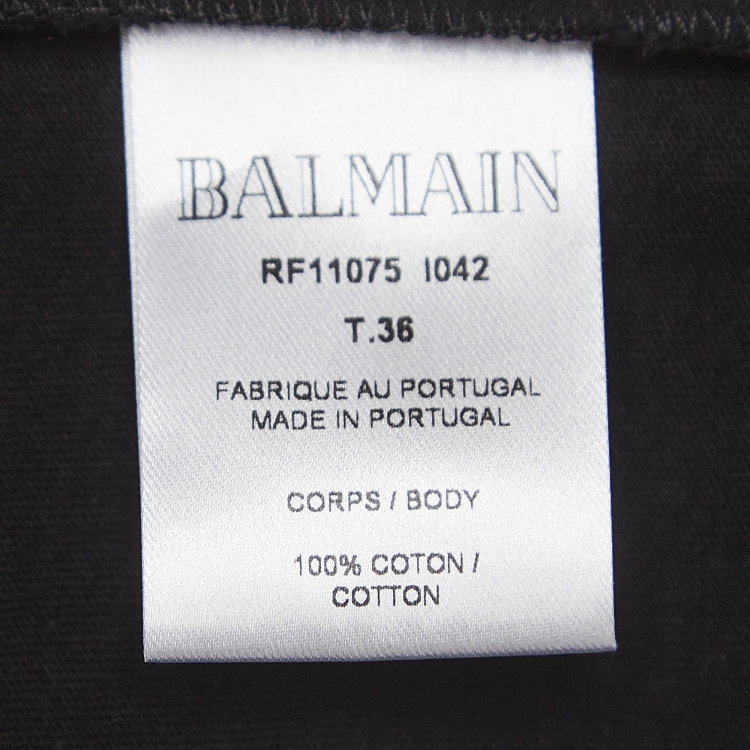 BALMAIN
RF11075 I042
T.36
FABRIQUE AU PORTUGAL
MADE IN PORTUGAL
CORPS / BODY
100% COTON /
COTTON